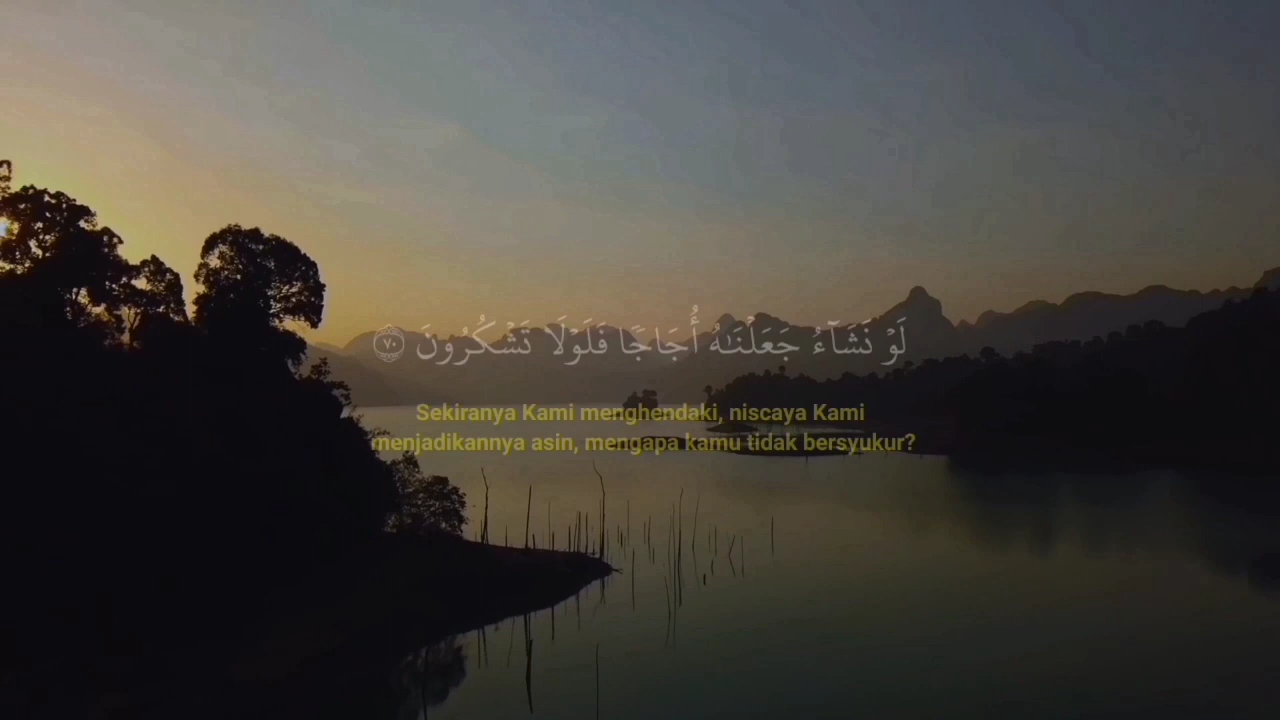 لَوْ نَشَآءُ جَعَلْنَٰهُ أُجَاجًا فَلَوْلَا تَشْكُرُونَ ٧٠
Sekiranya Kami menghendaki, niscaya Kami
menjadikannya asin, mengapa kamu tidak bersyukur?